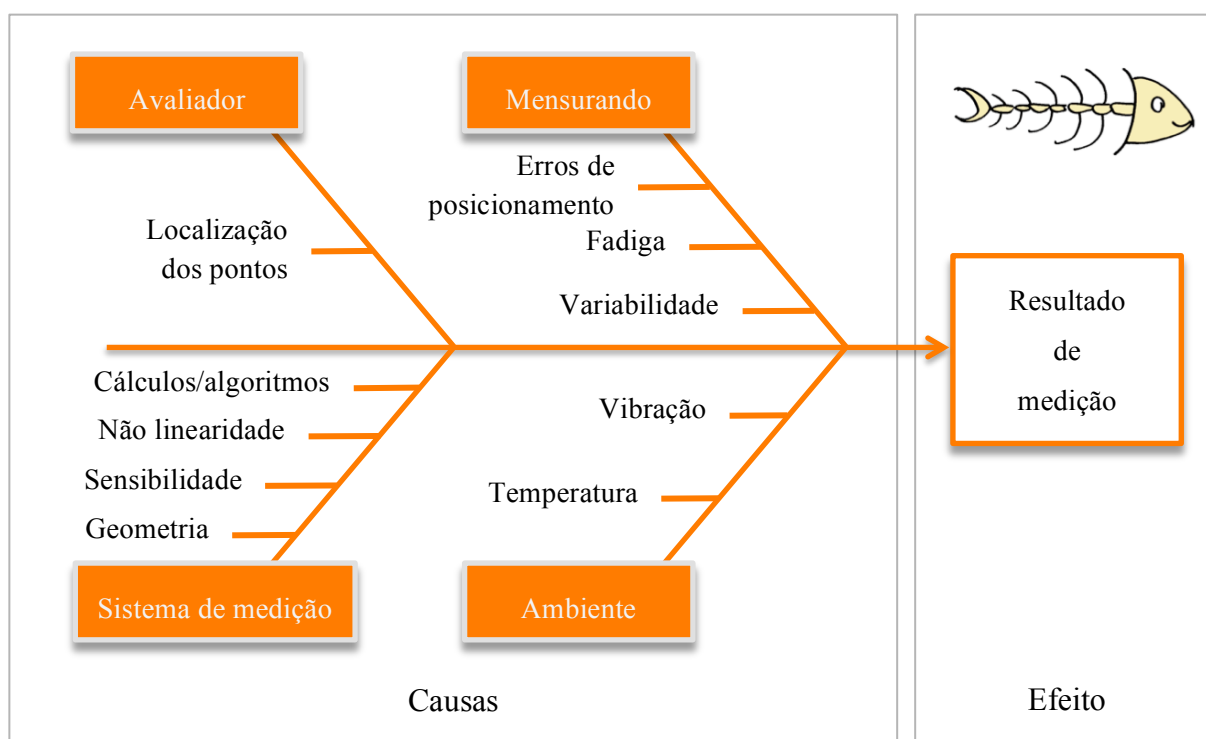 Avaliador
Mensurando
Erros de
posicionamento
Localização
dos pontos
Fadiga
Variabilidade
Resultado
de
medição
Cálculos/algoritmos
Não linearidade
Sensibilidade
Geometria
Vibração
Temperatura
Sistema de medição
Ambiente
Causas
Efeito